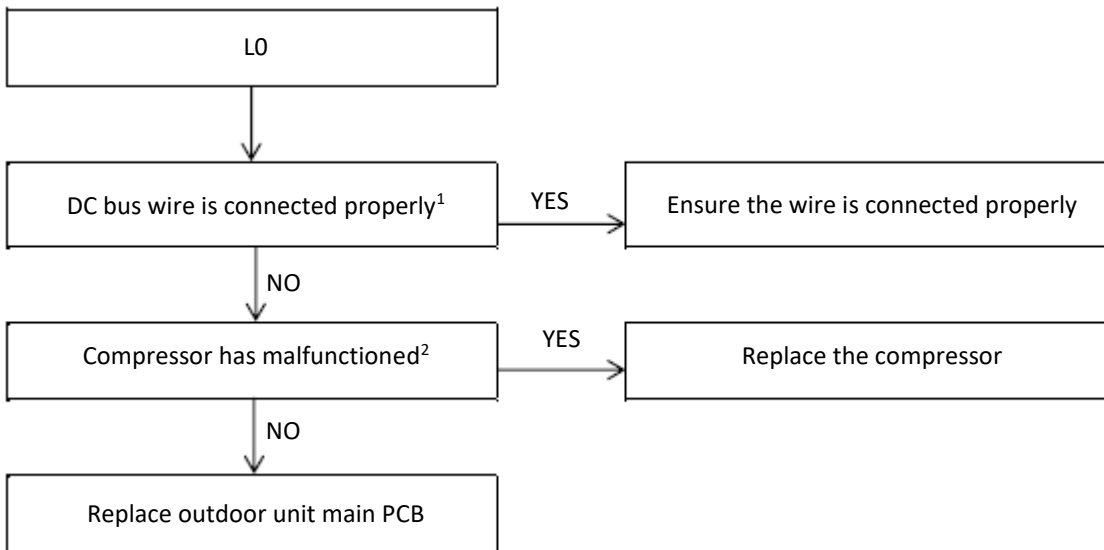 L0
DC bus wire is connected properly¹
YES
Ensure the wire is connected properly
NO
Compressor has malfunctioned²
YES
Replace the compressor
NO
Replace outdoor unit main PCB